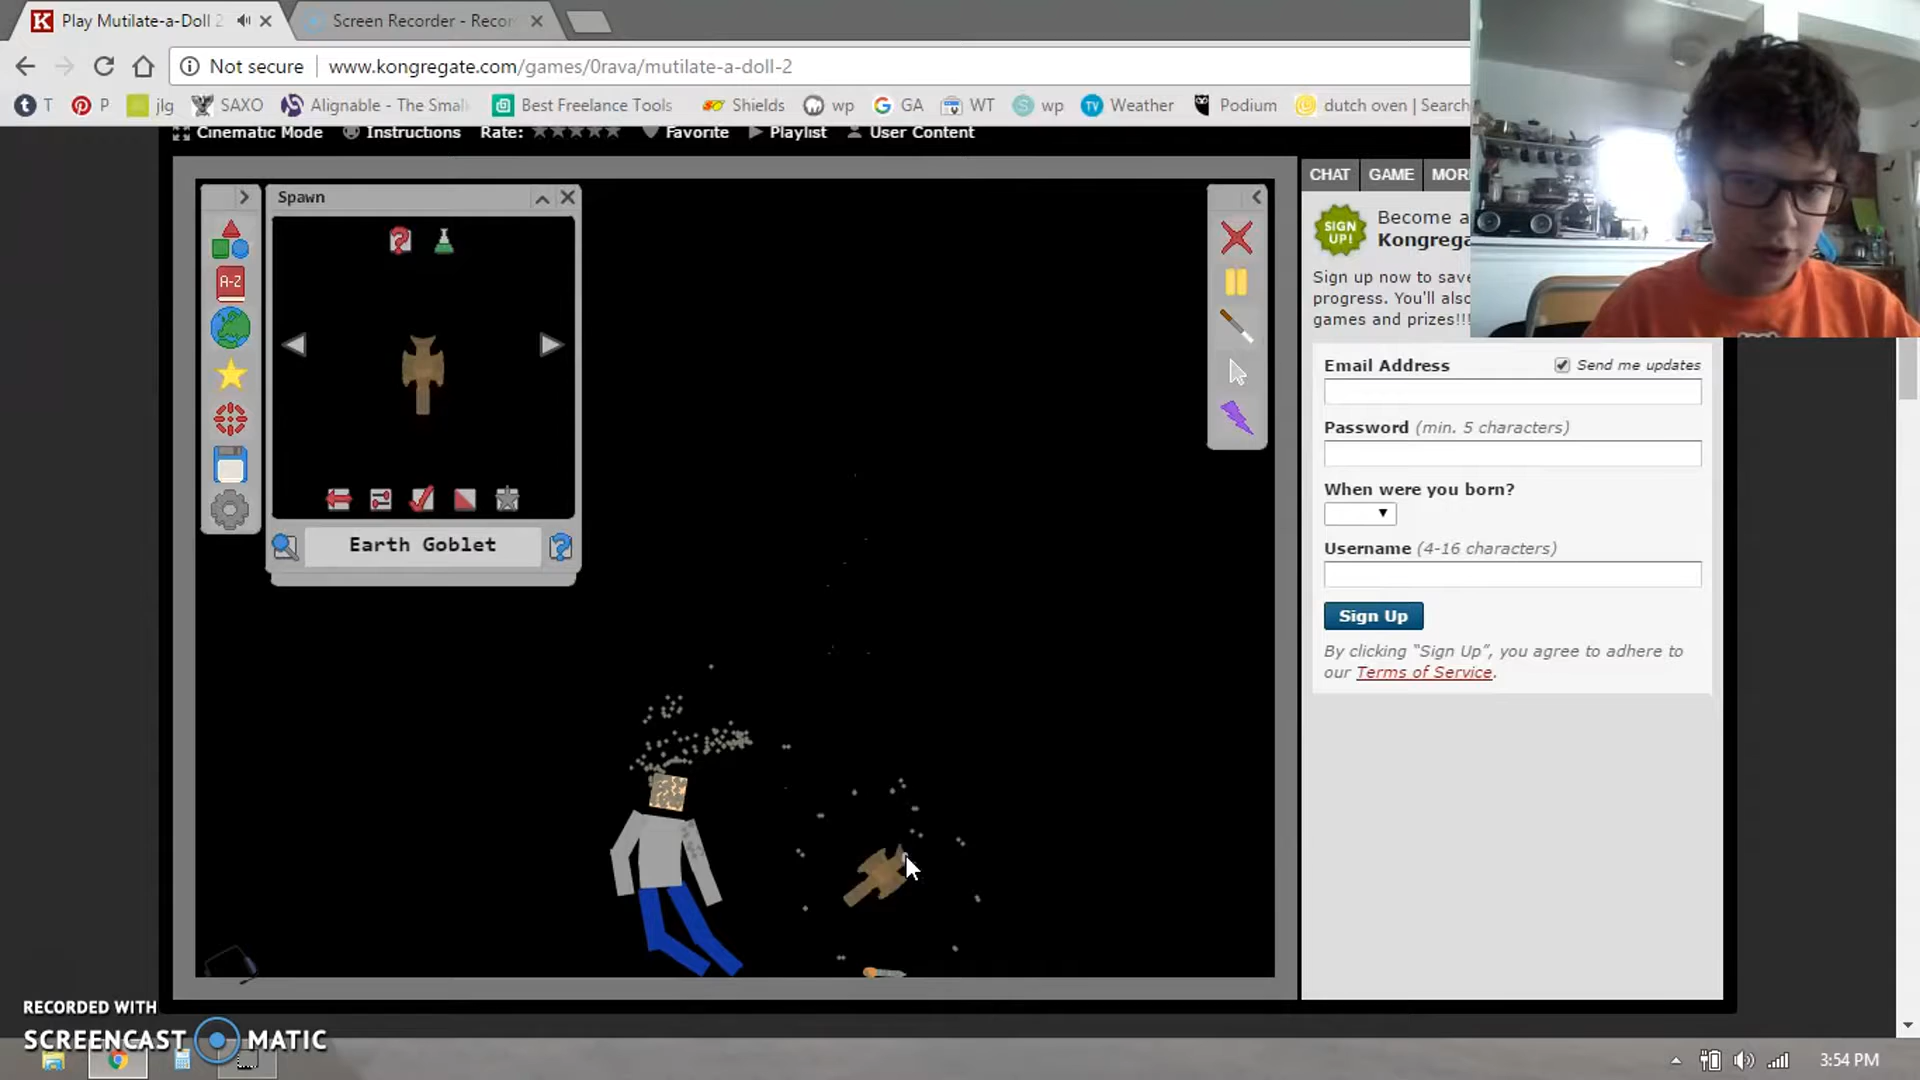 Play Mutilate-a-Doll 2
Screen Recorder - Recor
Not secure
www.kongregate.com/games/0rava/mutilate-a-doll-2
T
P
jlg
SAXO
Alignable - The Smal
Best Freelance Tools
Shields
wp
GA
WT
wp
Weather
Podium
dutch oven | Search
Cinematic Mode
Instructions
Rate:
Favorite
Playlist
User Content
CHAT
GAME
MOR
Spawn
A-Z
Earth Goblet
SIGN UP!
Become a
Kongrega
Sign up now to save
progress. You'll also
games and prizes!!!
Email Address
Send me updates
Password (min. 5 characters)
When were you born?
Username (4-16 characters)
Sign Up
By clicking “Sign Up”, you agree to adhere to
our Terms of Service.
RECORDED WITH
SCREENCAST MATIC
3:54 PM